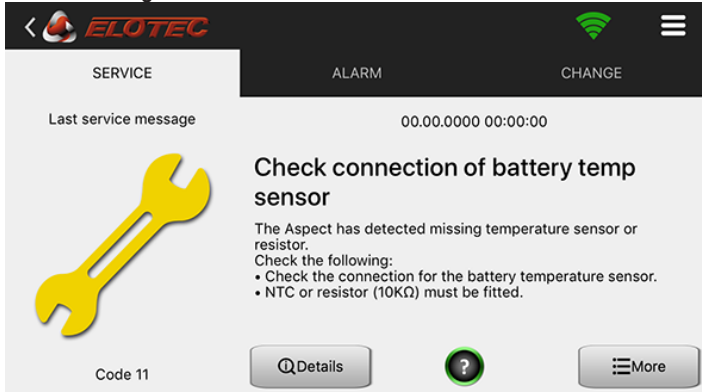 ELOTEC
SERVICE
ALARM
CHANGE
Last service message
00.00.0000 00:00:00
Check connection of battery temp
sensor
The Aspect has detected missing temperature sensor or
resistor.
Check the following:
• Check the connection for the battery temperature sensor.
• NTC or resistor (10KΩ) must be fitted.
Code 11
Details
?
More